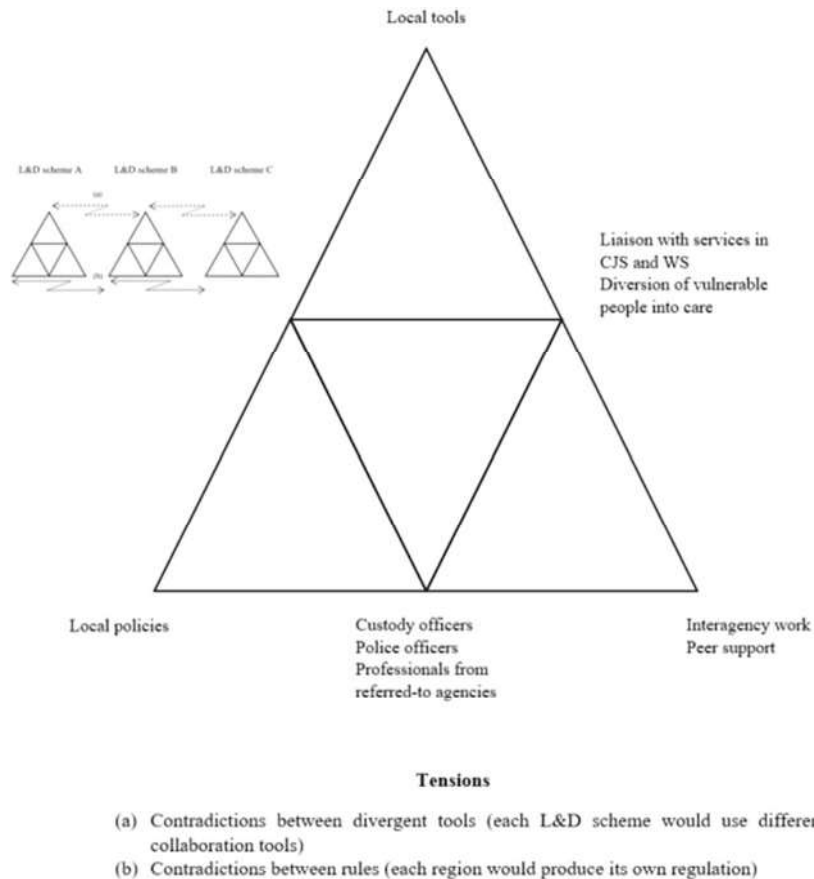 Local tools
L&D scheme A
L&D scheme B
L&D scheme C
(a)
(b)
Liaison with services in
CJS and WS
Diversion of vulnerable
people into care
Local policies
Custody officers
Police officers
Professionals from
referred-to agencies
Interagency work
Peer support
Tensions
(a) Contradictions between divergent tools (each L&D scheme would use differen
collaboration tools)
(b) Contradictions between rules (each region would produce its own regulation)